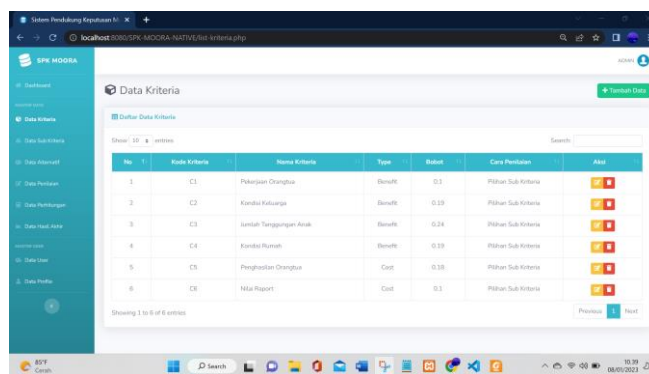 Sistem Pendukung Keputusan M
localhost:8080/SPK-MOORA-NATIVE/list-kriteria.php
SPK MOORA
ADMIN
Dashboard
Data Kriteria
+ Tambah Data
MASTER DATA
Data Kriteria
Data Sub Kriteria
Data Alternatif
Data Penilaian
Data Perhitungan
Data Hasil Akhir
MASTER USER
Data User
Data Profile
Daftar Data Kriteria
Show 10 entries
Search:
No Kode Kriteria Nama Kriteria Type Bobot Cara Penilaian Aksi
1 C1 Pekerjaan Orangtua Benefit 0.1 Pilihan Sub Kriteria
2 C2 Kondisi Keluarga Benefit 0.19 Pilihan Sub Kriteria
3 C3 Jumlah Tanggungan Anak Benefit 0.24 Pilihan Sub Kriteria
4 C4 Kondisi Rumah Benefit 0.19 Pilihan Sub Kriteria
5 C5 Penghasilan Orangtua Cost 0.18 Pilihan Sub Kriteria
6 C6 Nilai Raport Cost 0.1 Pilihan Sub Kriteria
Showing 1 to 6 of 6 entries
Previous 1 Next
85°F
Cerah
Search
10.39
08/01/2023